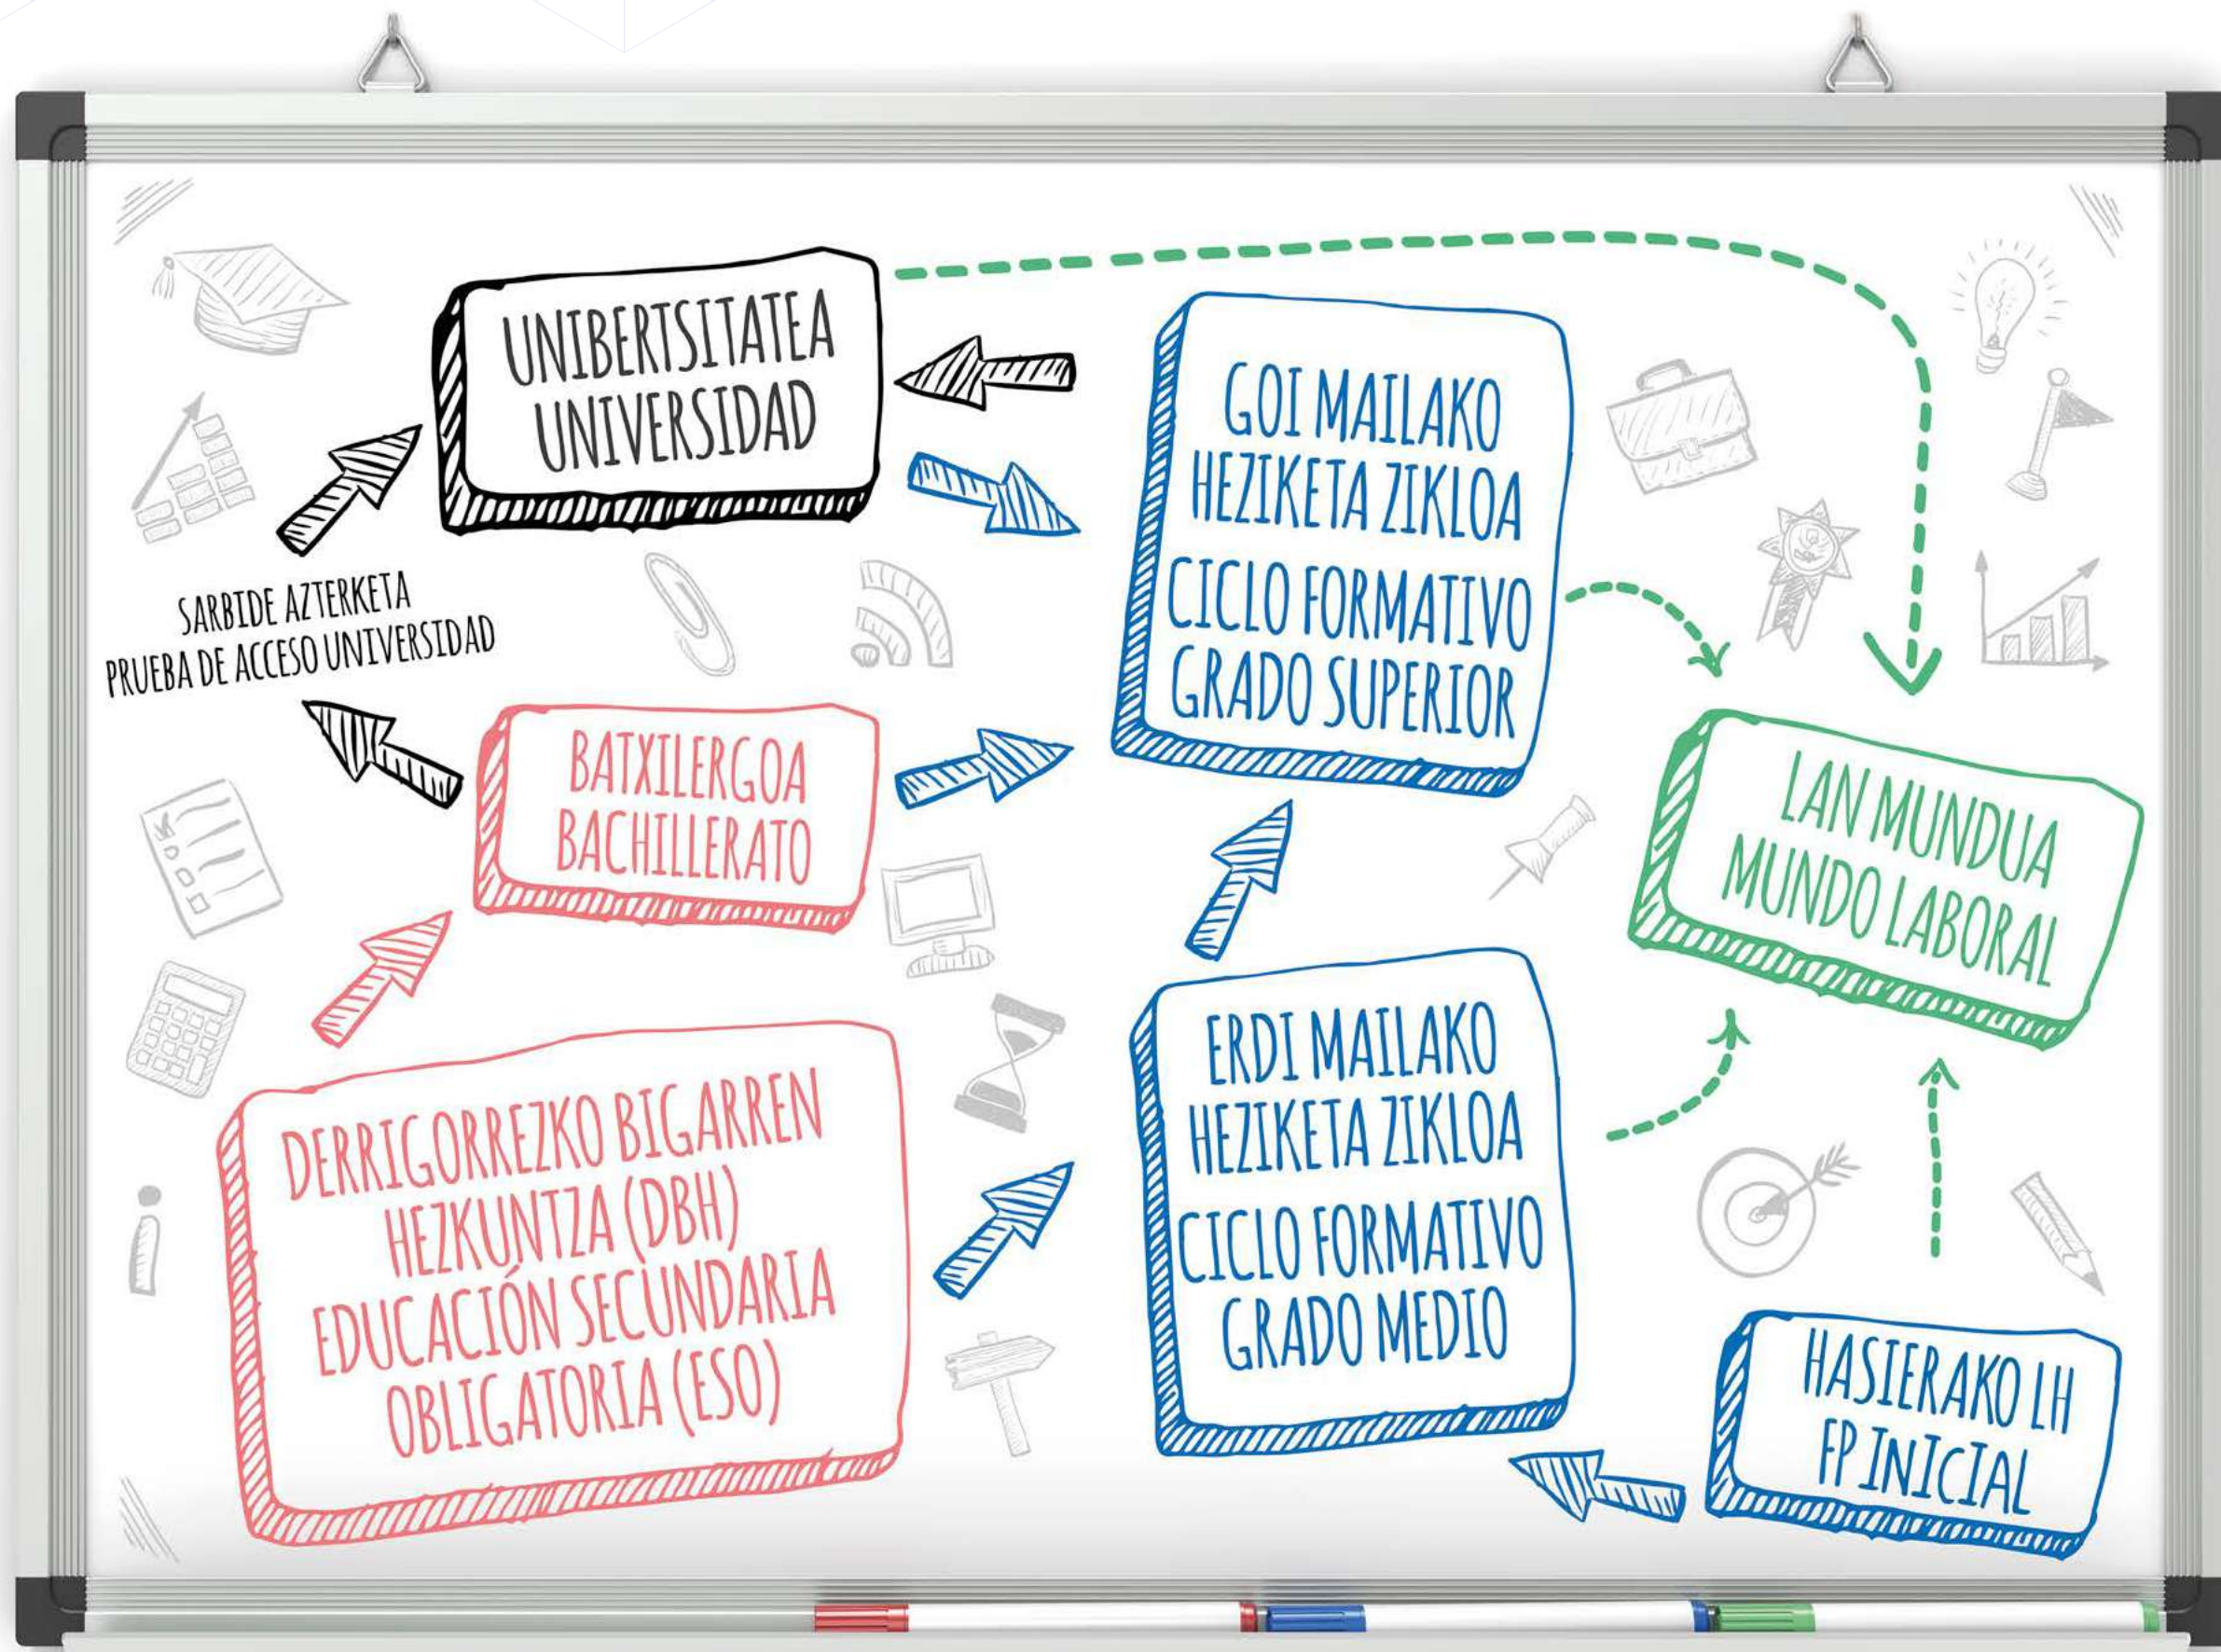 UNIBERTSITATEA
UNIVERSIDAD
GOI MAILAKO
HEZIKETA ZIKLOA
CICLO FORMATIVO
GRADO SUPERIOR
SARBIDE AZTERKETA
PRUEBA DE ACCESO UNIVERSIDAD
BATXILERGOA
BACHILLERATO
LAN MUNDUA
MUNDO LABORAL
DERRIGORREZKO BIGARREN
HEZKUNTZA (DBH)
EDUCACIÓN SECUNDARIA
OBLIGATORIA (ESO)
ERDI MAILAKO
HEZIKETA ZIKLOA
CICLO FORMATIVO
GRADO MEDIO
HASIERAKO LH
FP INICIAL